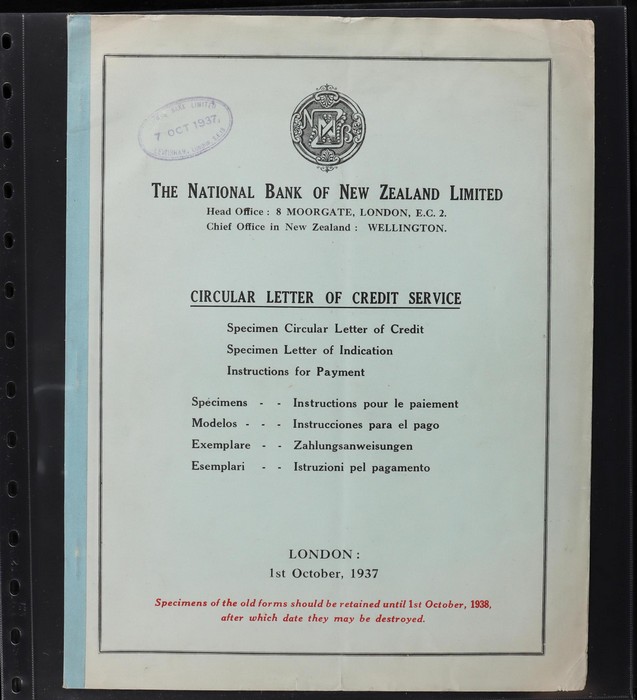 LIMITED
7 OCT 1937
THE NATIONAL BANK OF NEW ZEALAND LIMITED
Head Office : 8 MOORGATE, LONDON, E.C. 2.
Chief Office in New Zealand : WELLINGTON.
CIRCULAR LETTER OF CREDIT SERVICE
Specimen Circular Letter of Credit
Specimen Letter of Indication
Instructions for Payment
Spécimens - - Instructions pour le paiement
Modelos - - - Instrucciones para el pago
Exemplare - - Zahlungsanweisungen
Esemplari - - Istruzioni pel pagamento
LONDON :
1st October, 1937
Specimens of the old forms should be retained until 1st October, 1938,
after which date they may be destroyed.